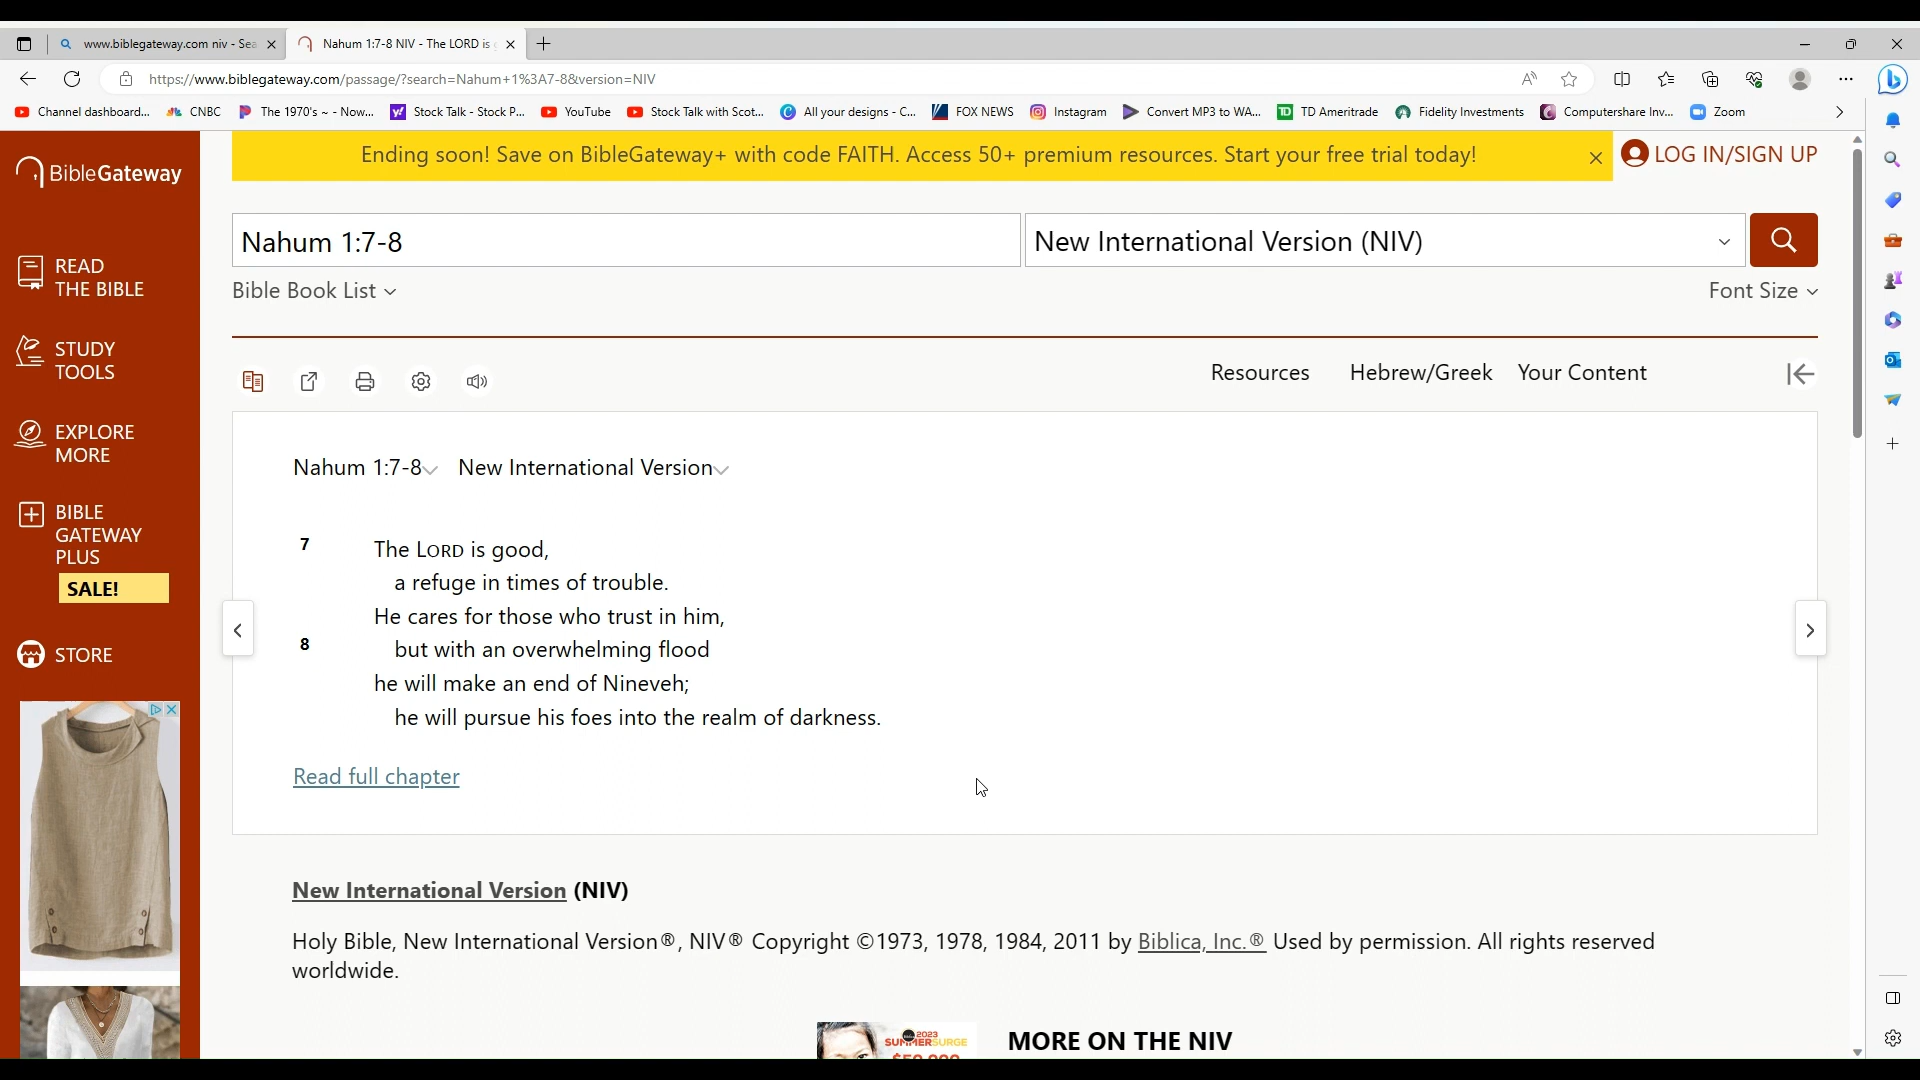 www.biblegateway.com niv - Sea
Nahum 1:7-8 NIV - The LORD is
https://www.biblegateway.com/passage/?search=Nahum+1%3A7-8&version=NIV
Channel dashboard...
CNBC
The 1970's ~ - Now...
Stock Talk - Stock P...
YouTube
Stock Talk with Scot...
All your designs - C...
FOX NEWS
Instagram
Convert MP3 to WA...
TD Ameritrade
Fidelity Investments
Computershare Inv...
Zoom
BibleGateway
Ending soon! Save on BibleGateway+ with code FAITH. Access 50+ premium resources. Start your free trial today!
LOG IN/SIGN UP
Nahum 1:7-8
New International Version (NIV)
Bible Book List
Font Size
READ
THE BIBLE
STUDY
TOOLS
EXPLORE
MORE
BIBLE
GATEWAY
PLUS
SALE!
STORE
Resources
Hebrew/Greek
Your Content
Nahum 1:7-8
New International Version
7 The LORD is good,
a refuge in times of trouble.
He cares for those who trust in him,
8 but with an overwhelming flood
he will make an end of Nineveh;
he will pursue his foes into the realm of darkness.
Read full chapter
New International Version (NIV)
Holy Bible, New International Version®, NIV® Copyright ©1973, 1978, 1984, 2011 by Biblica, Inc.® Used by permission. All rights reserved
worldwide.
2023
SUMMERSURGE
MORE ON THE NIV